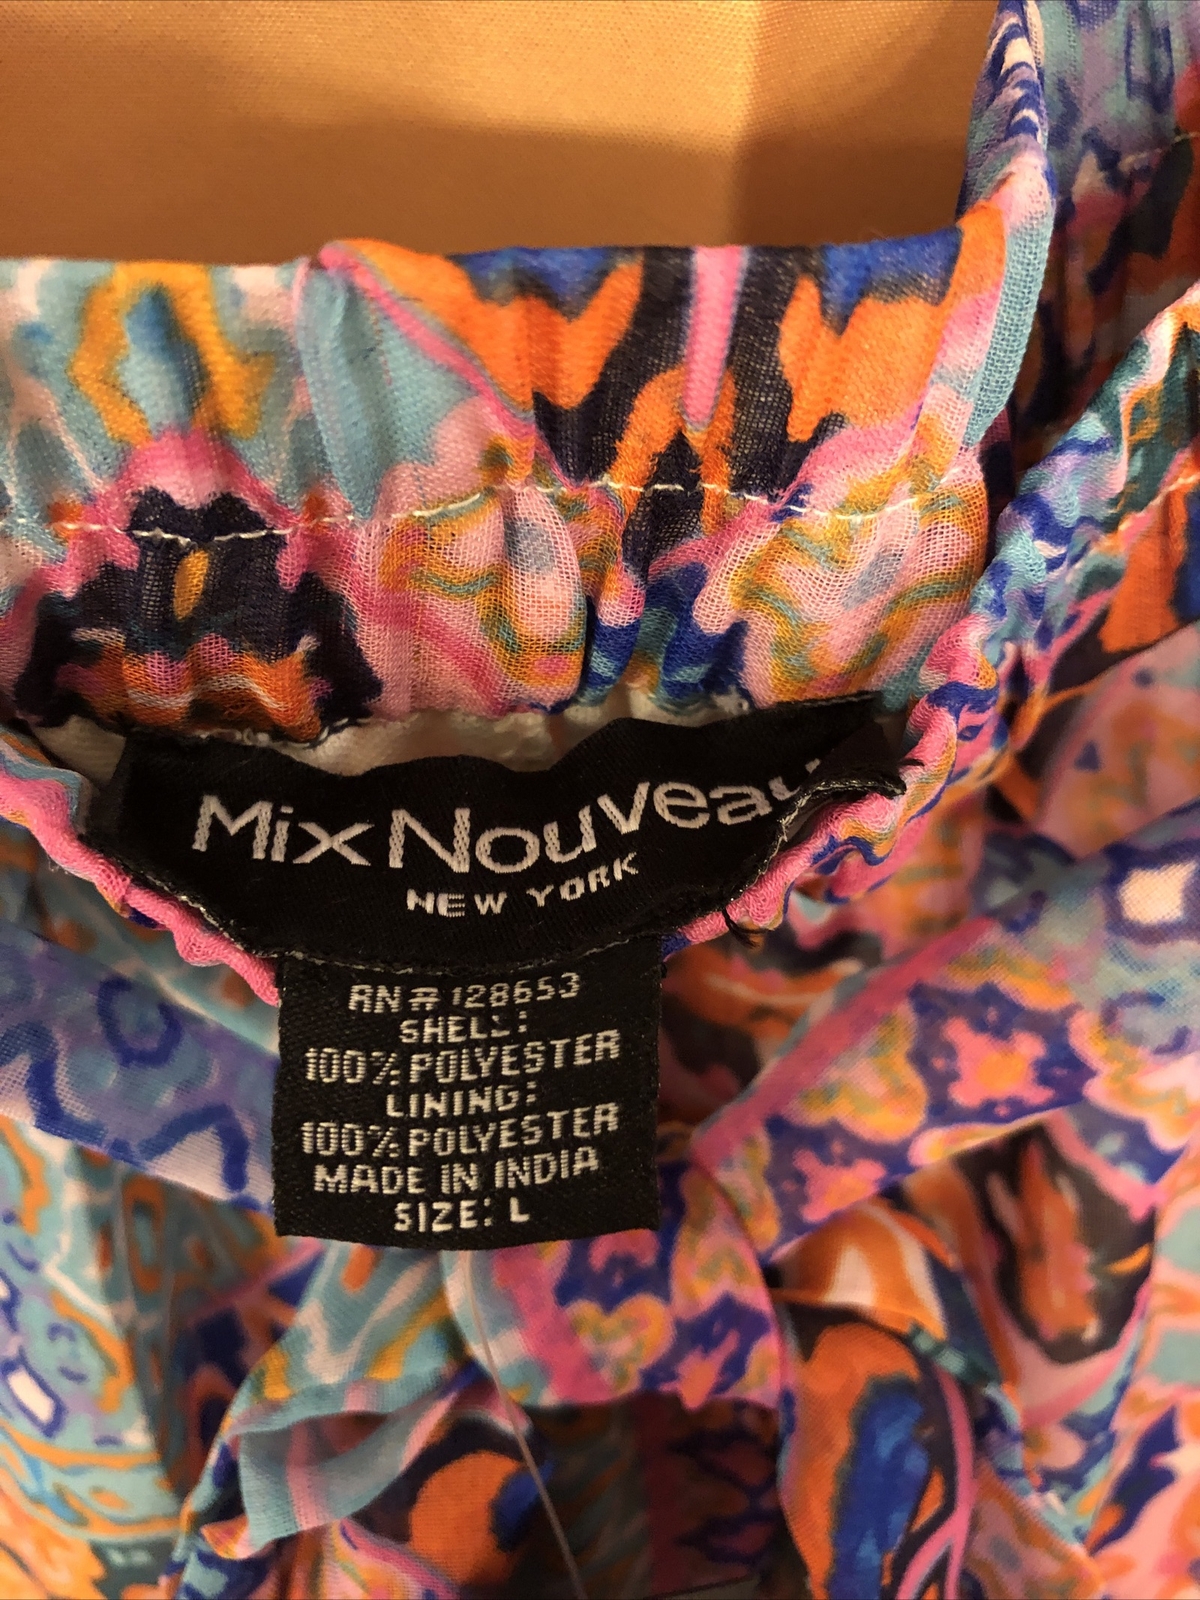 Mix Nouveau
NEW YORK
RN# 128653
SHELL:
100% POLYESTER
LINING:
100% POLYESTER
MADE IN INDIA
SIZE: L